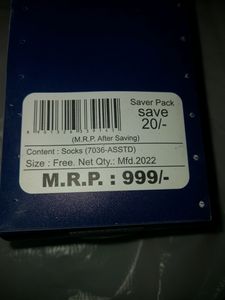 Saver Pack
save
20/-
(M.R.P. After Saving)
Content : Socks (7036-ASSTD)
Size : Free. Net Qty.: Mfd.2022
M.R.P. : 999/-